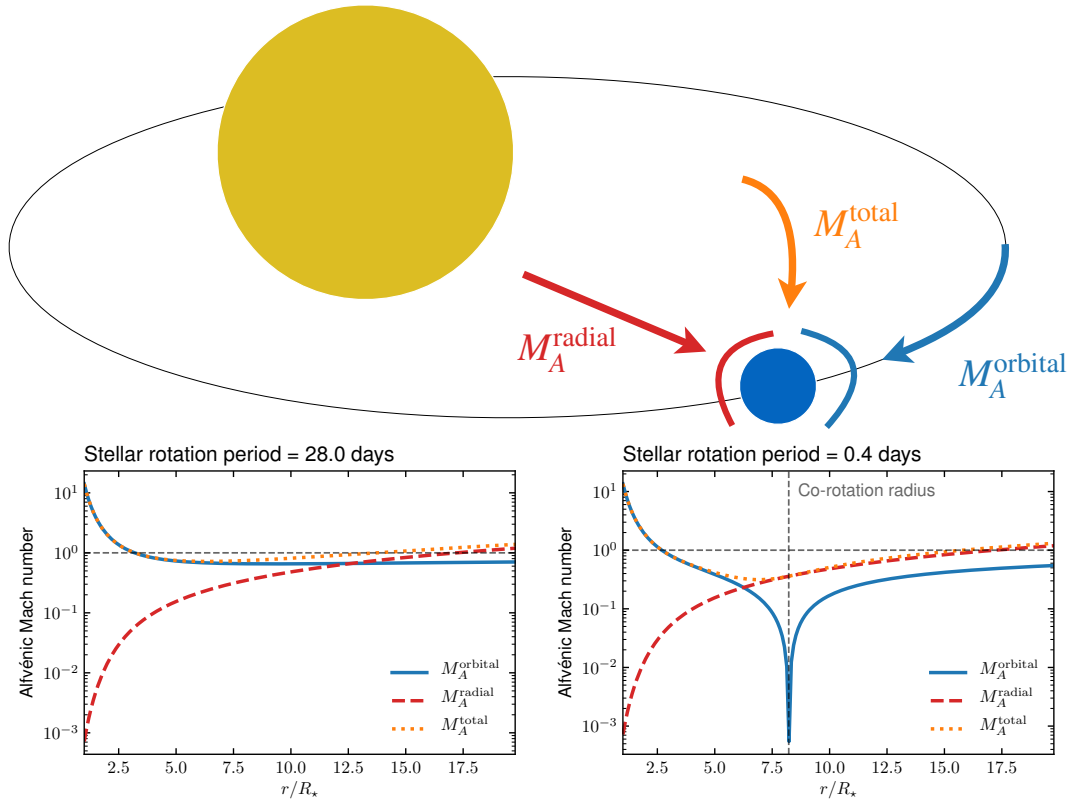 M_A^total
M_A^radial
M_A^orbital
Stellar rotation period = 28.0 days
Alfvénic Mach number
10^1
10^0
10^−1
10^−2
10^−3
M_A^orbital
M_A^radial
M_A^total
2.5 5.0 7.5 10.0 12.5 15.0 17.5
r/R⋆
Stellar rotation period = 0.4 days
Co-rotation radius
Alfvénic Mach number
10^1
10^0
10^−1
10^−2
10^−3
M_A^orbital
M_A^radial
M_A^total
2.5 5.0 7.5 10.0 12.5 15.0 17.5
r/R⋆